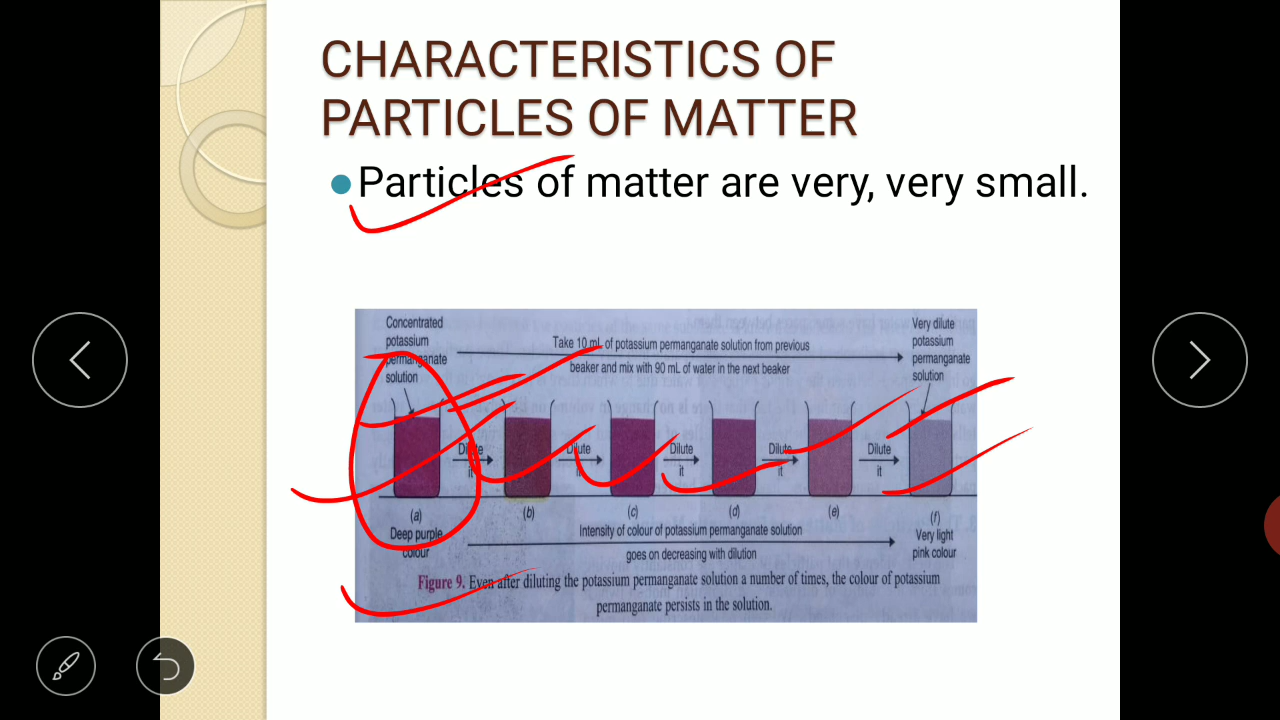 CHARACTERISTICS OF
PARTICLES OF MATTER
Particles of matter are very, very small.
Concentrated
potassium
permanganate
solution
Take 10 mL of potassium permanganate solution from previous
beaker and mix with 90 mL of water in the next beaker
Very dilute
potassium
permanganate
solution
Dilute
it
Dilute
it
Dilute
it
Dilute
it
Dilute
it
(a)
(b)
(c)
(d)
(e)
(f)
Deep purple
colour
Intensity of colour of potassium permanganate solution
goes on decreasing with dilution
Very light
pink colour
Figure 9. Even after diluting the potassium permanganate solution a number of times, the colour of potassium
permanganate persists in the solution.